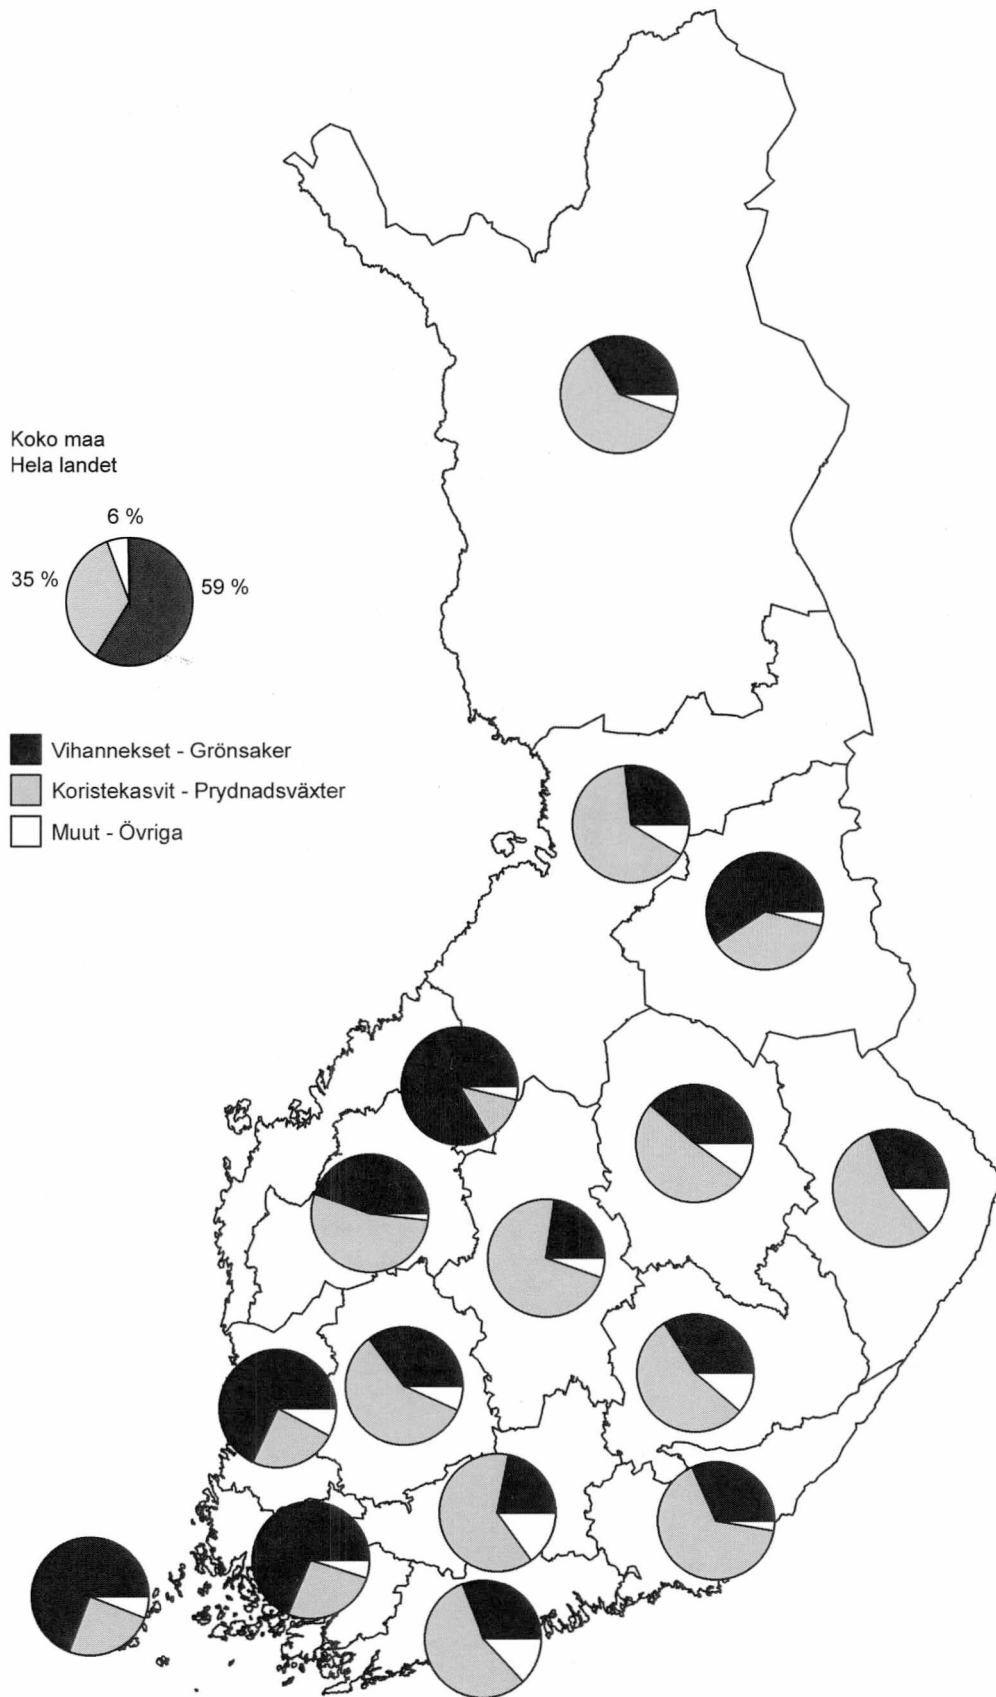 Koko maa
Hela landet
6 %
35 %
59 %
Vihannekset - Grönsaker
Koristekasvit - Prydnadsväxter
Muut - Övriga